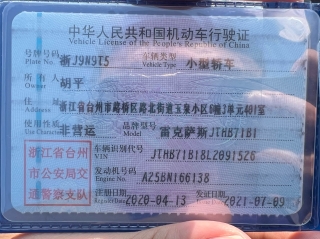 中华人民共和国机动车行驶证
Vehicle License of the People's Republic of China
号牌号码 Plate No. 浙J9N9I5 车辆类型 Vehicle Type 小型轿车
所有人 Owner 胡平
住址 Address 浙江省台州市路桥区路北街道玉泉小区8幢3单元401室
使用性质 Use Character 非营运 品牌型号 Model 雷克萨斯JTHB71B1
浙江省台州市公安局交通警察支队
车辆识别代号 VIN JTHB71B18L2091526
发动机号码 Engine No. A25BN166138
注册日期 Register Date 2020-04-13 发证日期 Issue Date 2021-07-09